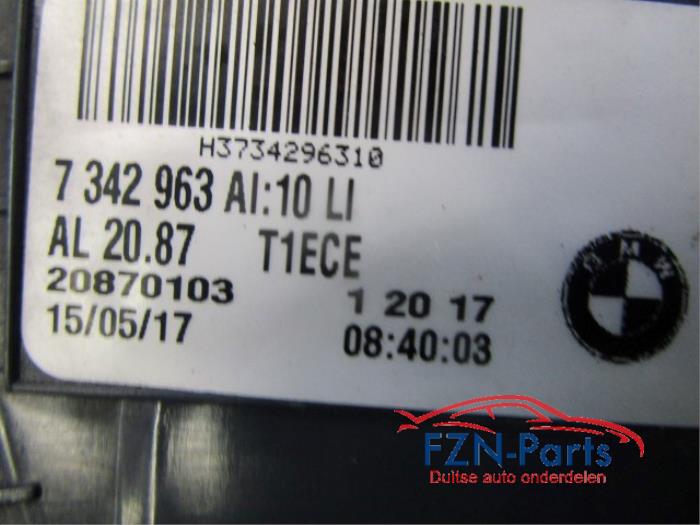 H3734296310
7 342 963 AI:10 LI
AL 20.87 T1ECE
20870103 1 20 17
15/05/17 08:40:03
BMW
FZN-Parts
Duitse auto onderdelen